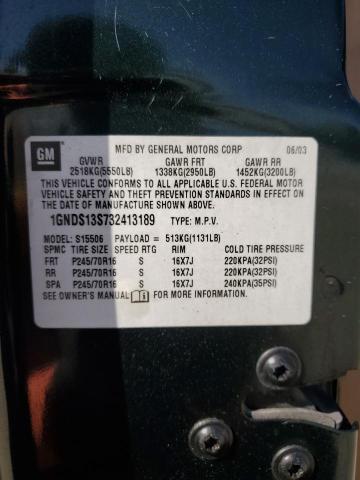 GM
MFD BY GENERAL MOTORS CORP 06/03
GVWR GAWR FRT GAWR RR
2518KG(5550LB) 1338KG(2950LB) 1452KG(3200LB)
THIS VEHICLE CONFORMS TO ALL APPLICABLE U.S. FEDERAL MOTOR
VEHICLE SAFETY AND THEFT PREVENTION STANDARDS IN EFFECT ON
THE DATE OF MANUFACTURE SHOWN ABOVE.
1GNDS13S732413189 TYPE: M.P.V.
MODEL: S15506 PAYLOAD = 513KG(1131LB)
SPMC TIRE SIZE SPEED RTG RIM COLD TIRE PRESSURE
FRT P245/70R16 S 16X7J 220KPA(32PSI)
RR P245/70R16 S 16X7J 220KPA(32PSI)
SPA P245/70R16 S 16X7J 240KPA(35PSI)
SEE OWNER'S MANUAL FOR MORE INFORMATION.